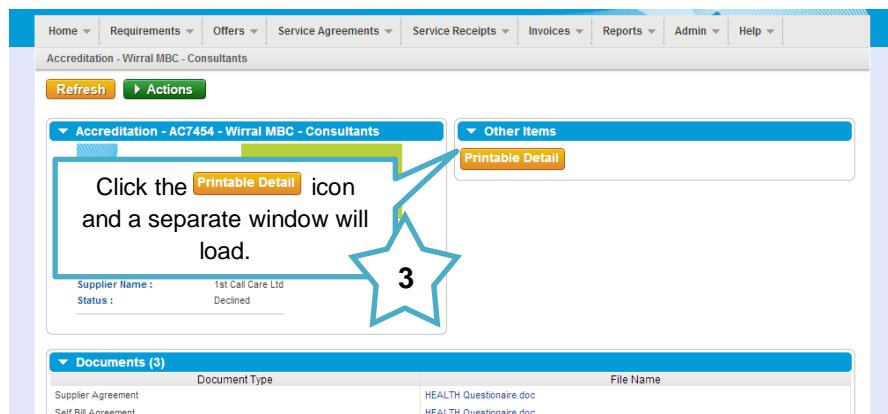 Home Requirements Offers Service Agreements Service Receipts Invoices Reports Admin Help
Accreditation - Wirral MBC - Consultants
Refresh Actions
Accreditation - AC7454 - Wirral MBC - Consultants
Other Items
Printable Detail
Click the Printable Detail icon
and a separate window will
load.
3
Supplier Name : 1st Call Care Ltd
Status : Declined
Documents (3)
Document Type File Name
Supplier Agreement HEALTH Questionaire.doc
Self Bill Agreement HEALTH Questionaire.doc